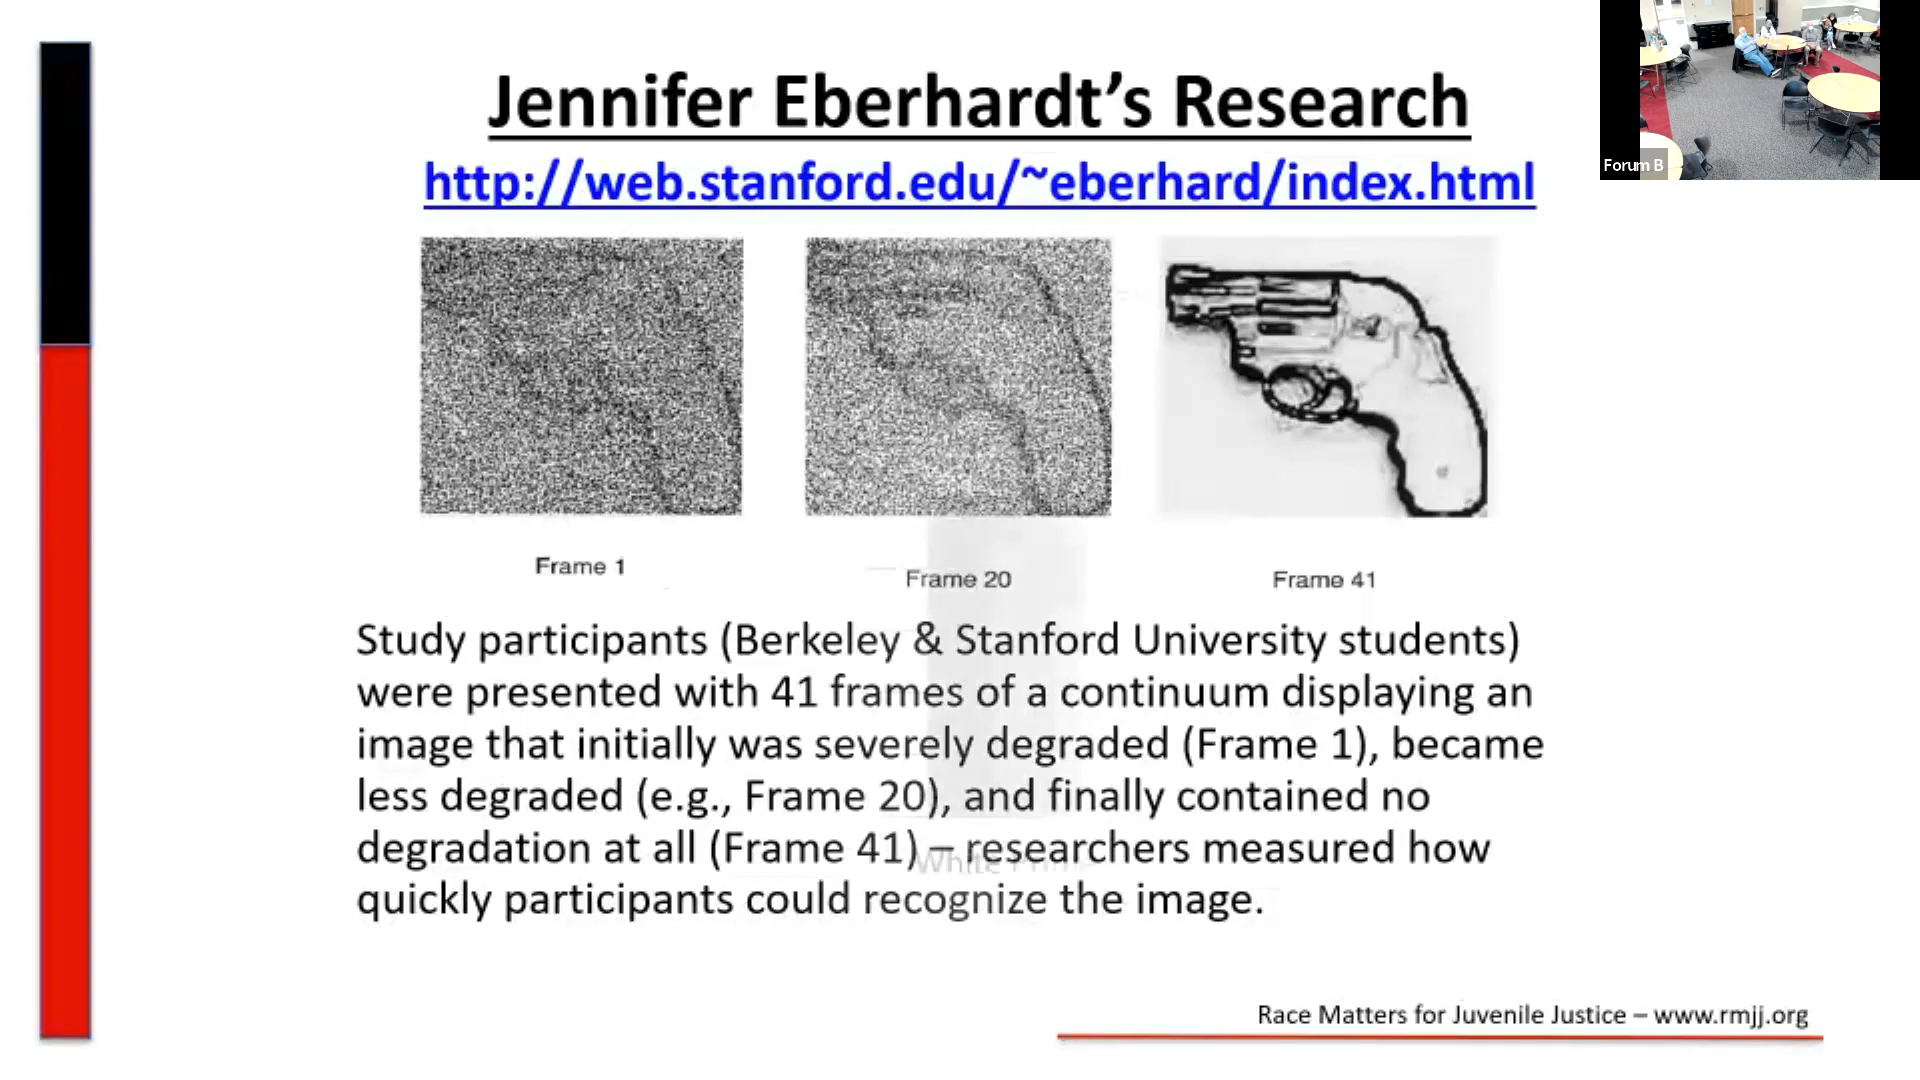 Jennifer Eberhardt’s Research
http://web.stanford.edu/~eberhard/index.html
Forum B
Frame 1
Frame 20
Frame 41
Study participants (Berkeley & Stanford University students)
were presented with 41 frames of a continuum displaying an
image that initially was severely degraded (Frame 1), became
less degraded (e.g., Frame 20), and finally contained no
degradation at all (Frame 41) – researchers measured how
quickly participants could recognize the image.
White
Race Matters for Juvenile Justice – www.rmjj.org